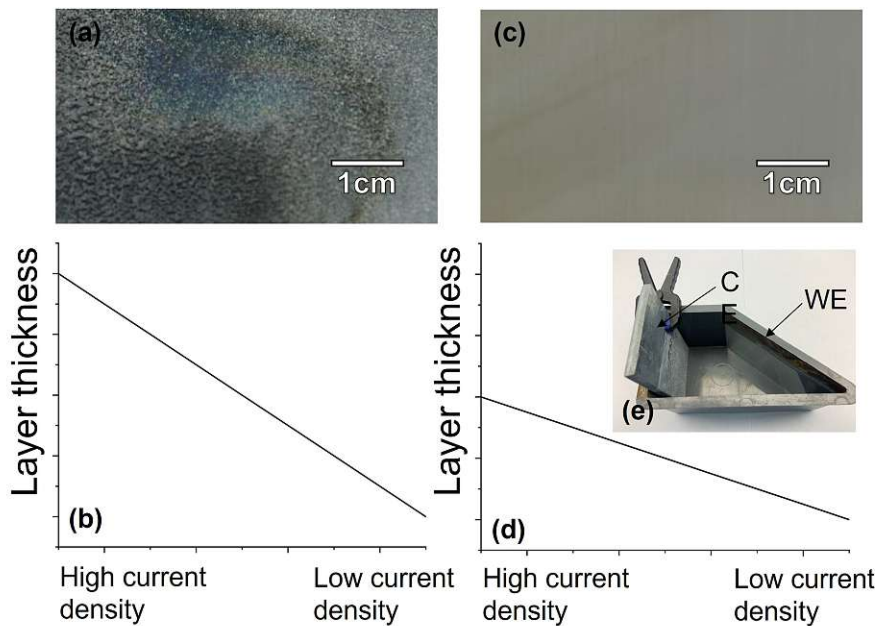 (a)
1cm
(c)
1cm
Layer thickness
(b)
High current
density
Low current
density
Layer thickness
(d)
High current
density
Low current
density
C
E
WE
(e)